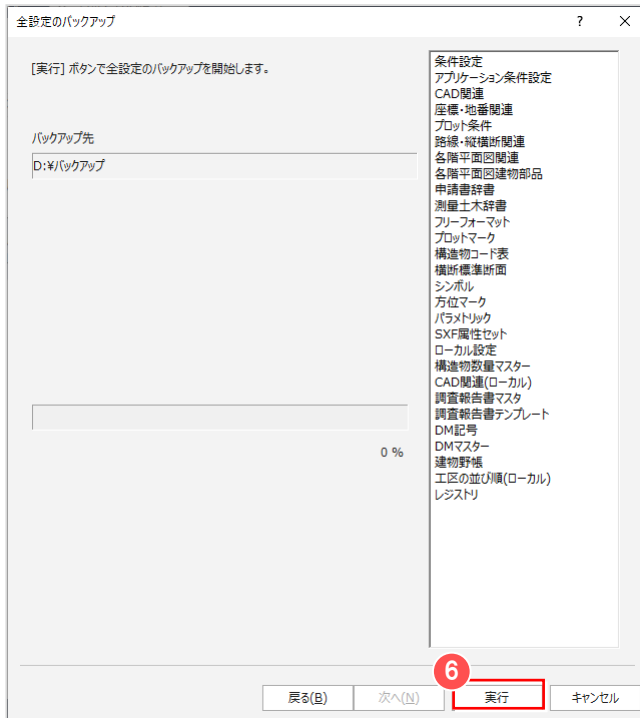 全設定のバックアップ
? ×
[実行] ボタンで全設定のバックアップを開始します。
バックアップ先
D:¥バックアップ
0 %
条件設定
アプリケーション条件設定
CAD関連
座標・地番関連
プロット条件
路線・縦横断関連
各階平面図関連
各階平面図建物部品
申請書辞書
測量土木辞書
フリーフォーマット
プロットマーク
構造物コード表
横断標準断面
シンボル
方位マーク
パラメトリック
SXF属性セット
ローカル設定
構造物数量マスター
CAD関連(ローカル)
調査報告書マスタ
調査報告書テンプレート
DM記号
DMマスター
建物野帳
工区の並び順(ローカル)
レジストリ
6
戻る(B) 次へ(N) 実行 キャンセル